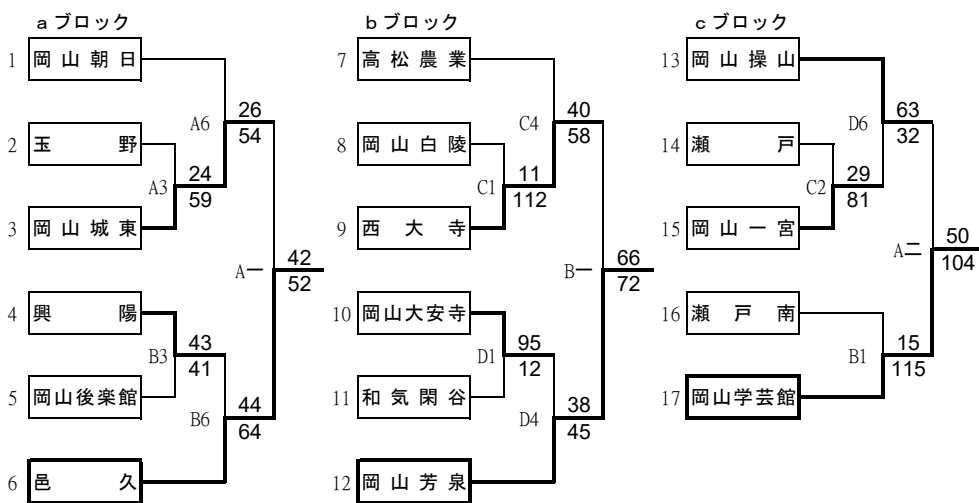 a ブロック
1 岡山朝日
2 玉野
3 岡山城東
4 興陽
5 岡山後楽館
6 邑久
A6
26
54
A3
24
59
A一
42
52
B3
43
41
B6
44
64
b ブロック
7 高松農業
8 岡山白陵
9 西大寺
10 岡山大安寺
11 和気閑谷
12 岡山芳泉
C4
40
58
C1
11
112
B一
66
72
D1
95
12
D4
38
45
c ブロック
13 岡山操山
14 瀬戸
15 岡山一宮
16 瀬戸南
17 岡山学芸館
D6
63
32
C2
29
81
A二
50
104
B1
15
115